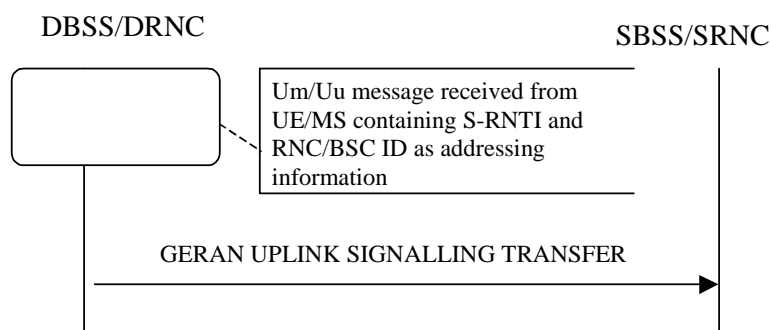 DBSS/DRNC
SBSS/SRNC
Um/Uu message received from
UE/MS containing S-RNTI and
RNC/BSC ID as addressing
information
GERAN UPLINK SIGNALLING TRANSFER